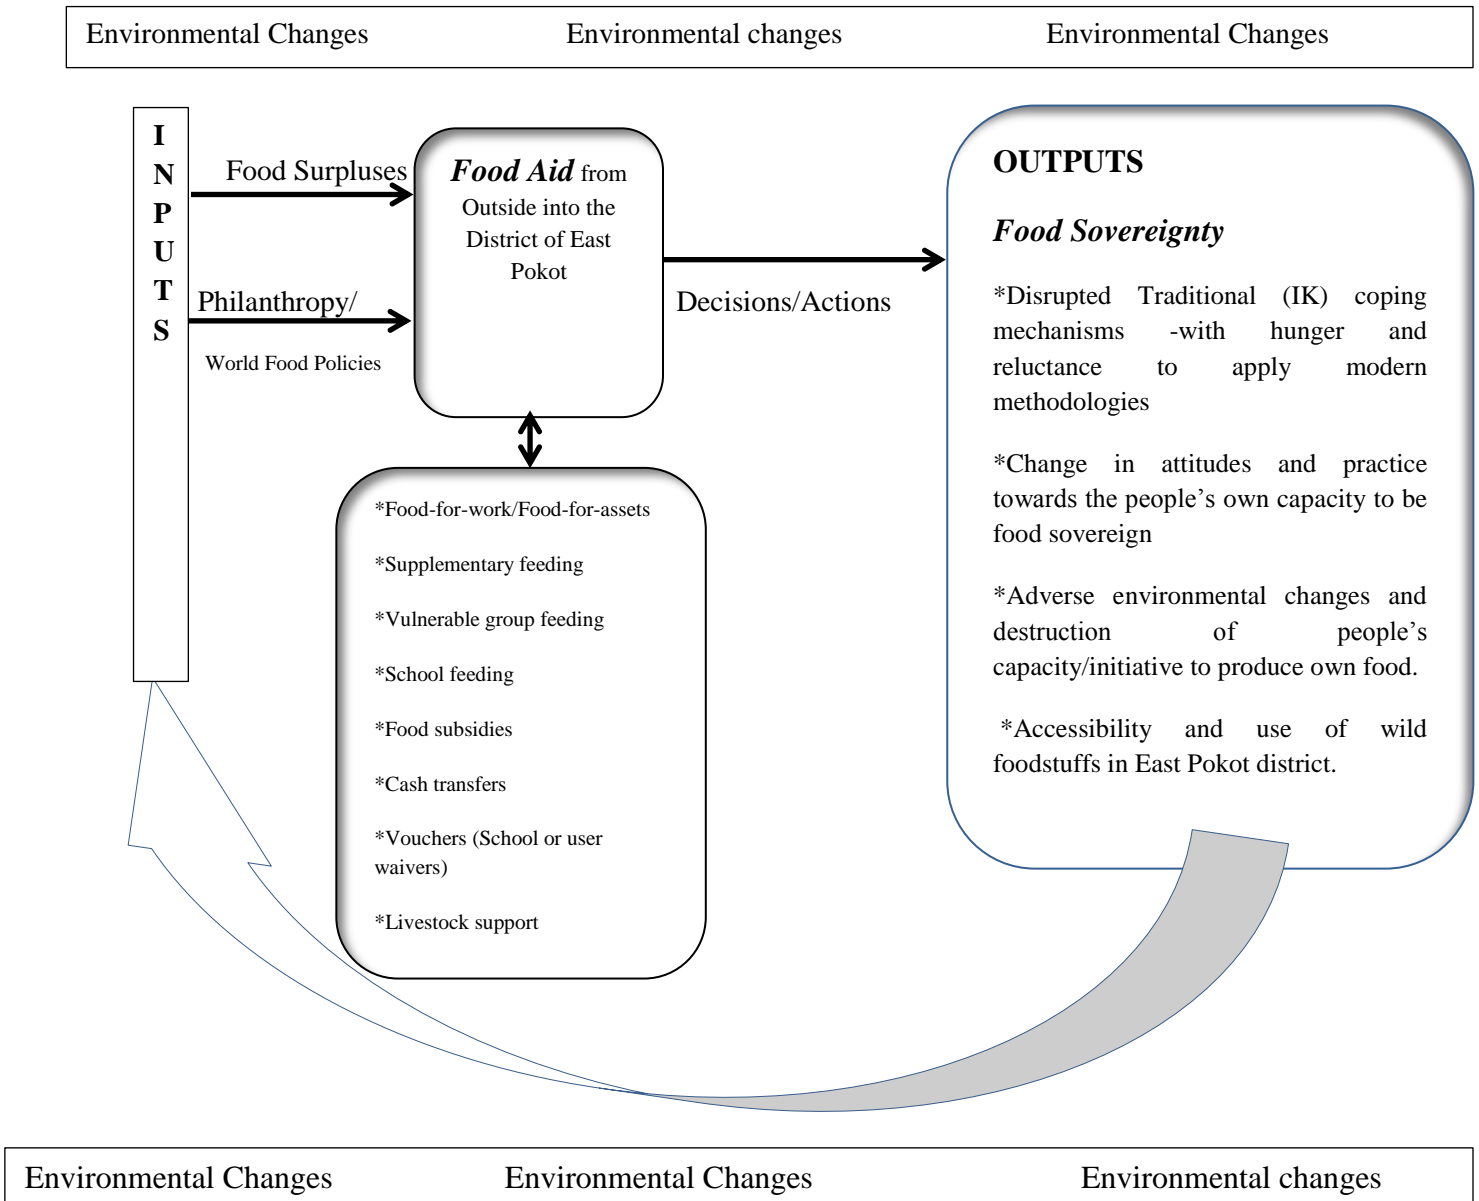 Environmental Changes Environmental changes Environmental Changes
I
N
P
U
T
S
Food Surpluses
Philanthropy/
World Food Policies
Food Aid from
Outside into the
District of East
Pokot
Decisions/Actions
*Food-for-work/Food-for-assets
*Supplementary feeding
*Vulnerable group feeding
*School feeding
*Food subsidies
*Cash transfers
*Vouchers (School or user
waivers)
*Livestock support
OUTPUTS
Food Sovereignty
*Disrupted Traditional (IK) coping
mechanisms -with hunger and
reluctance to apply modern
methodologies
*Change in attitudes and practice
towards the people’s own capacity to be
food sovereign
*Adverse environmental changes and
destruction of people’s
capacity/initiative to produce own food.
*Accessibility and use of wild
foodstuffs in East Pokot district.
Environmental Changes Environmental Changes Environmental changes